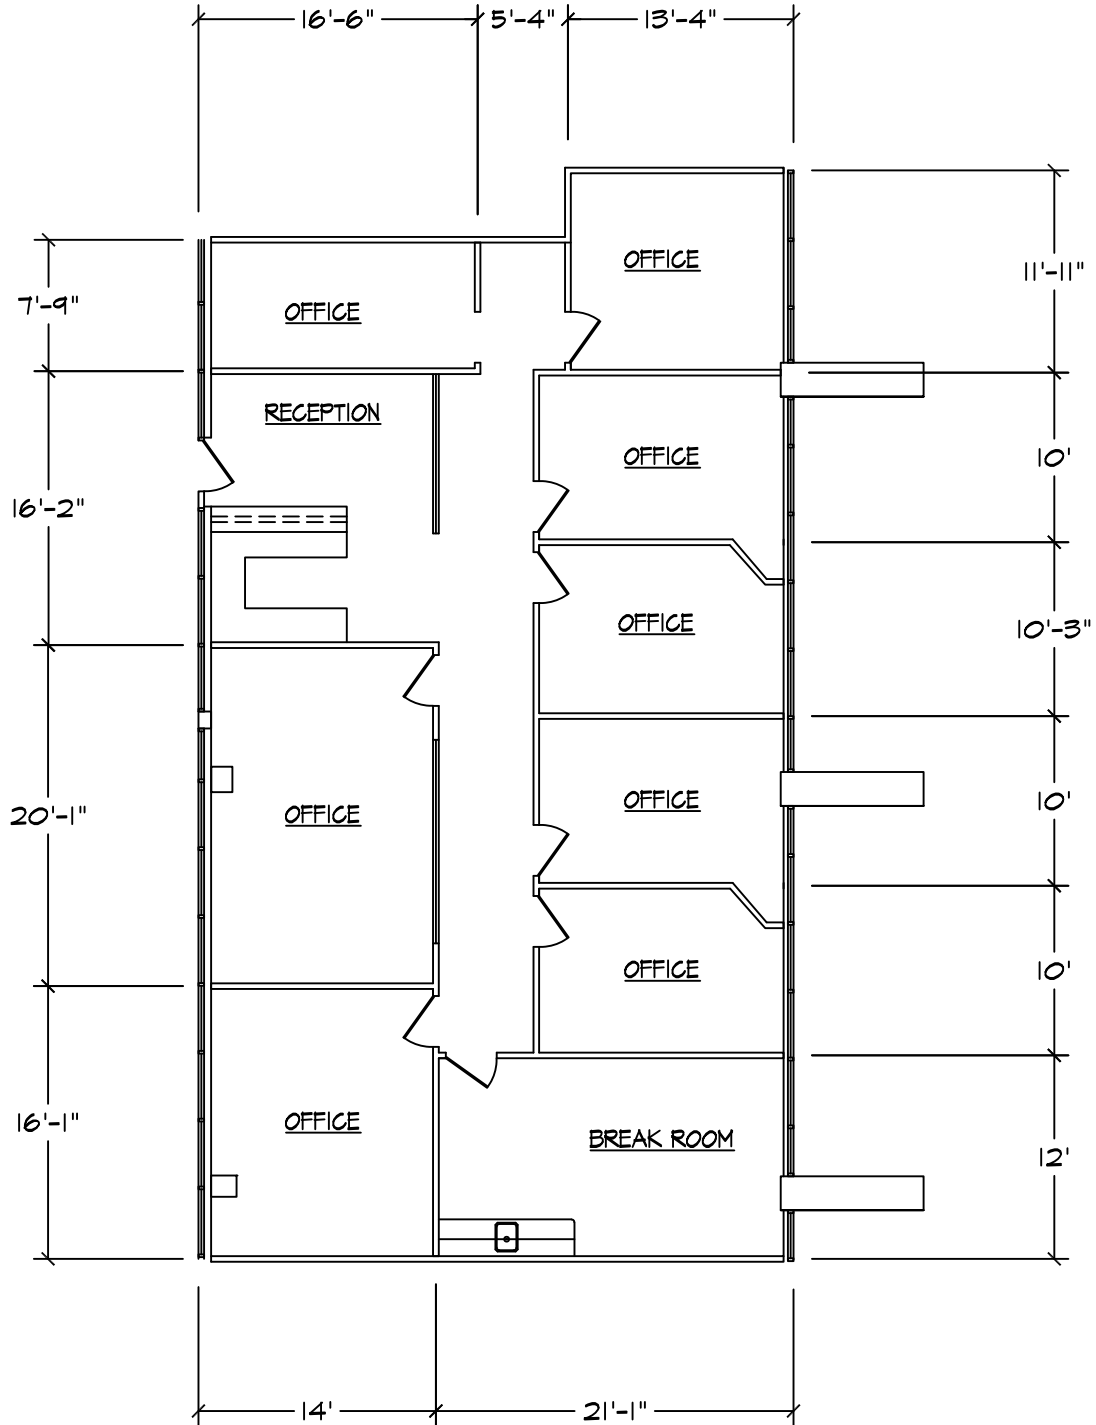 16'-6"
5'-4"
13'-4"
OFFICE
11'-11"
7'-9"
OFFICE
RECEPTION
OFFICE
10'
16'-2"
OFFICE
10'-3"
20'-1"
OFFICE
OFFICE
10'
OFFICE
10'
16'-1"
OFFICE
BREAK ROOM
12'
14'
21'-1"